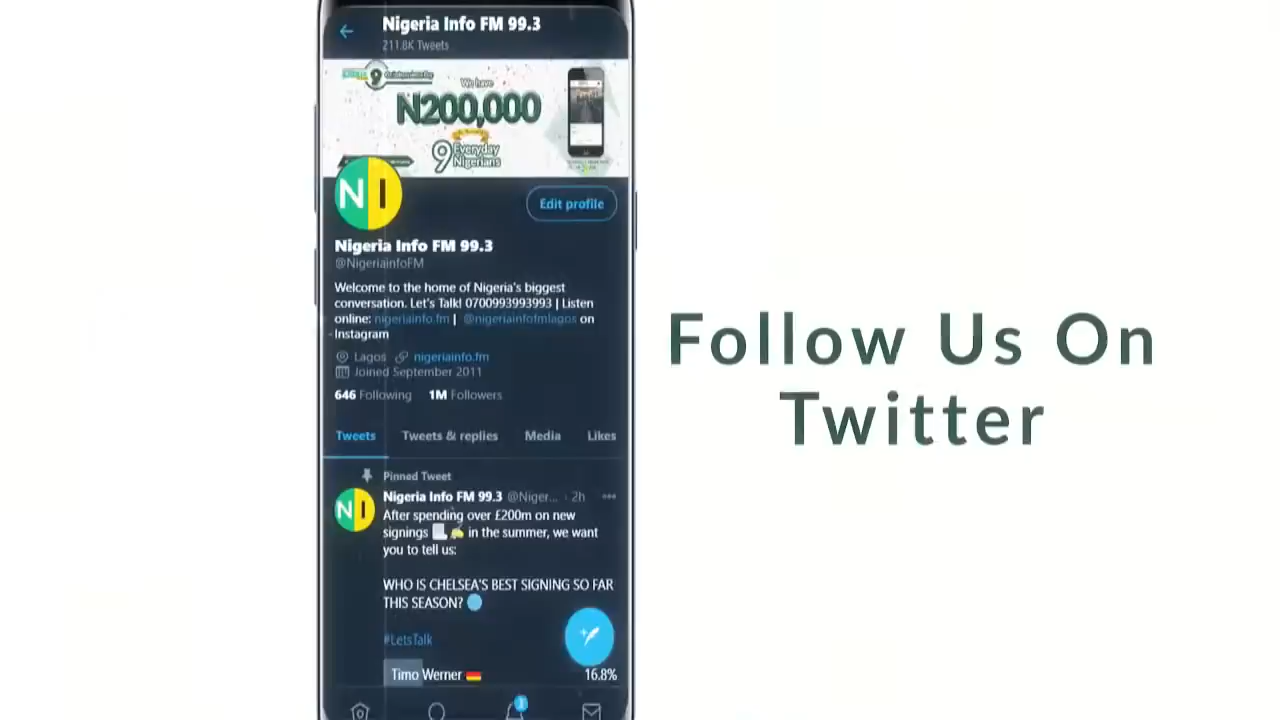 Nigeria Info FM 99.3
211.8K Tweets
We have
N200,000
9 Everyday
Nigerians
NI
Edit profile
Nigeria Info FM 99.3
@NigeriainfoFM
Welcome to the home of Nigeria's biggest
conversation. Let's Talk! 0700993993993 | Listen
online: nigeriainfo.fm | @nigeriainfofmlagos on
Instagram
Lagos nigeriainfo.fm
Joined September 2011
646 Following 1M Followers
Tweets Tweets & replies Media Likes
Pinned Tweet
NI
Nigeria Info FM 99.3 @Niger... · 2h
After spending over £200m on new
signings in the summer, we want
you to tell us:
WHO IS CHELSEA'S BEST SIGNING SO FAR
THIS SEASON?
#LetsTalk
Timo Werner 16.8%
3
Follow Us On
Twitter